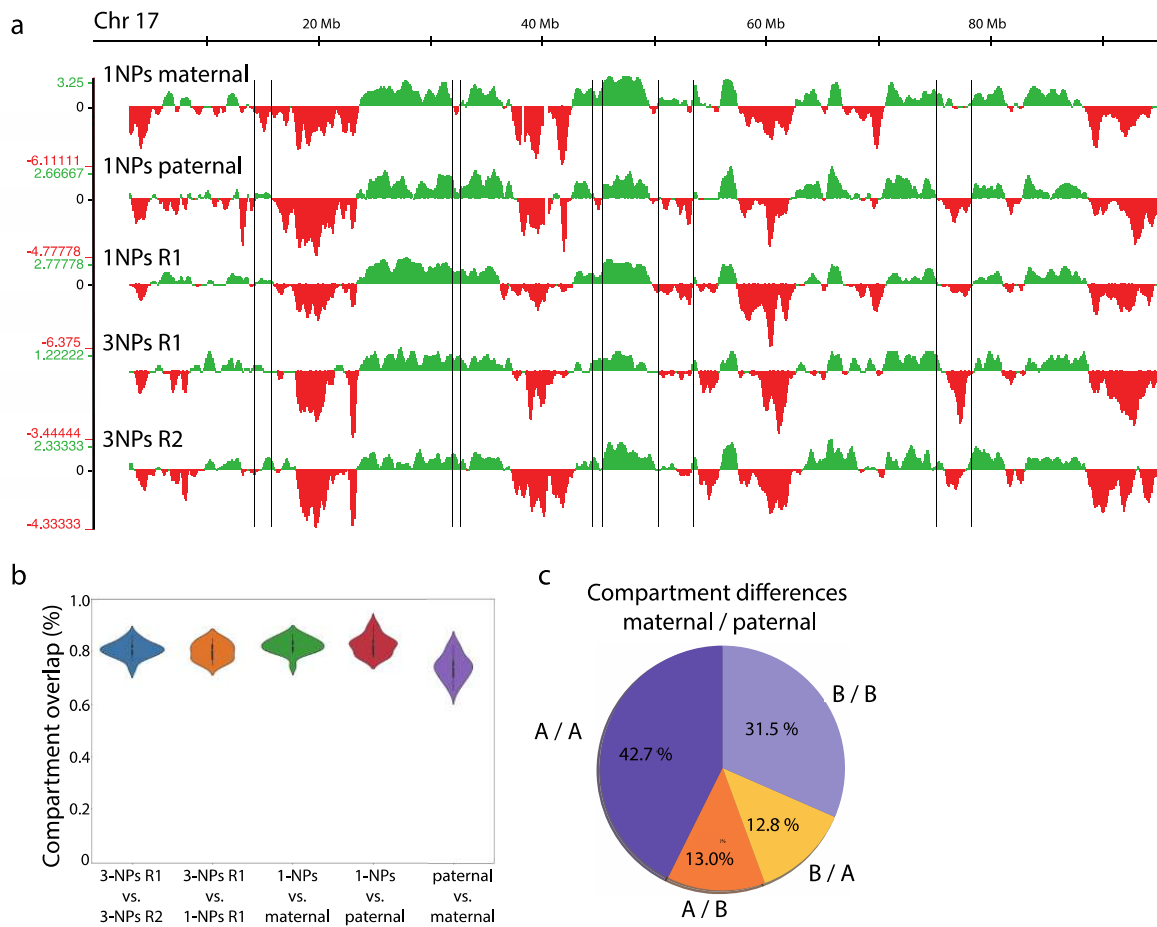 a
Chr 17
20 Mb
40 Mb
60 Mb
80 Mb
1NPs maternal
3.25
0
-6.11111
1NPs paternal
2.66667
0
-4.77778
1NPs R1
2.77778
0
-6.375
3NPs R1
1.22222
0
-3.44444
3NPs R2
2.33333
0
-4.33333
b
Compartment overlap (%)
1.0
0.8
0.6
0.4
0.2
0
3-NPs R1
vs.
3-NPs R2
3-NPs R1
vs.
1-NPs R1
1-NPs
vs.
maternal
1-NPs
vs.
paternal
paternal
vs.
maternal
c
Compartment differences
maternal / paternal
B / B
31.5 %
A / A
42.7 %
12.8 %
B / A
13.0%
A / B